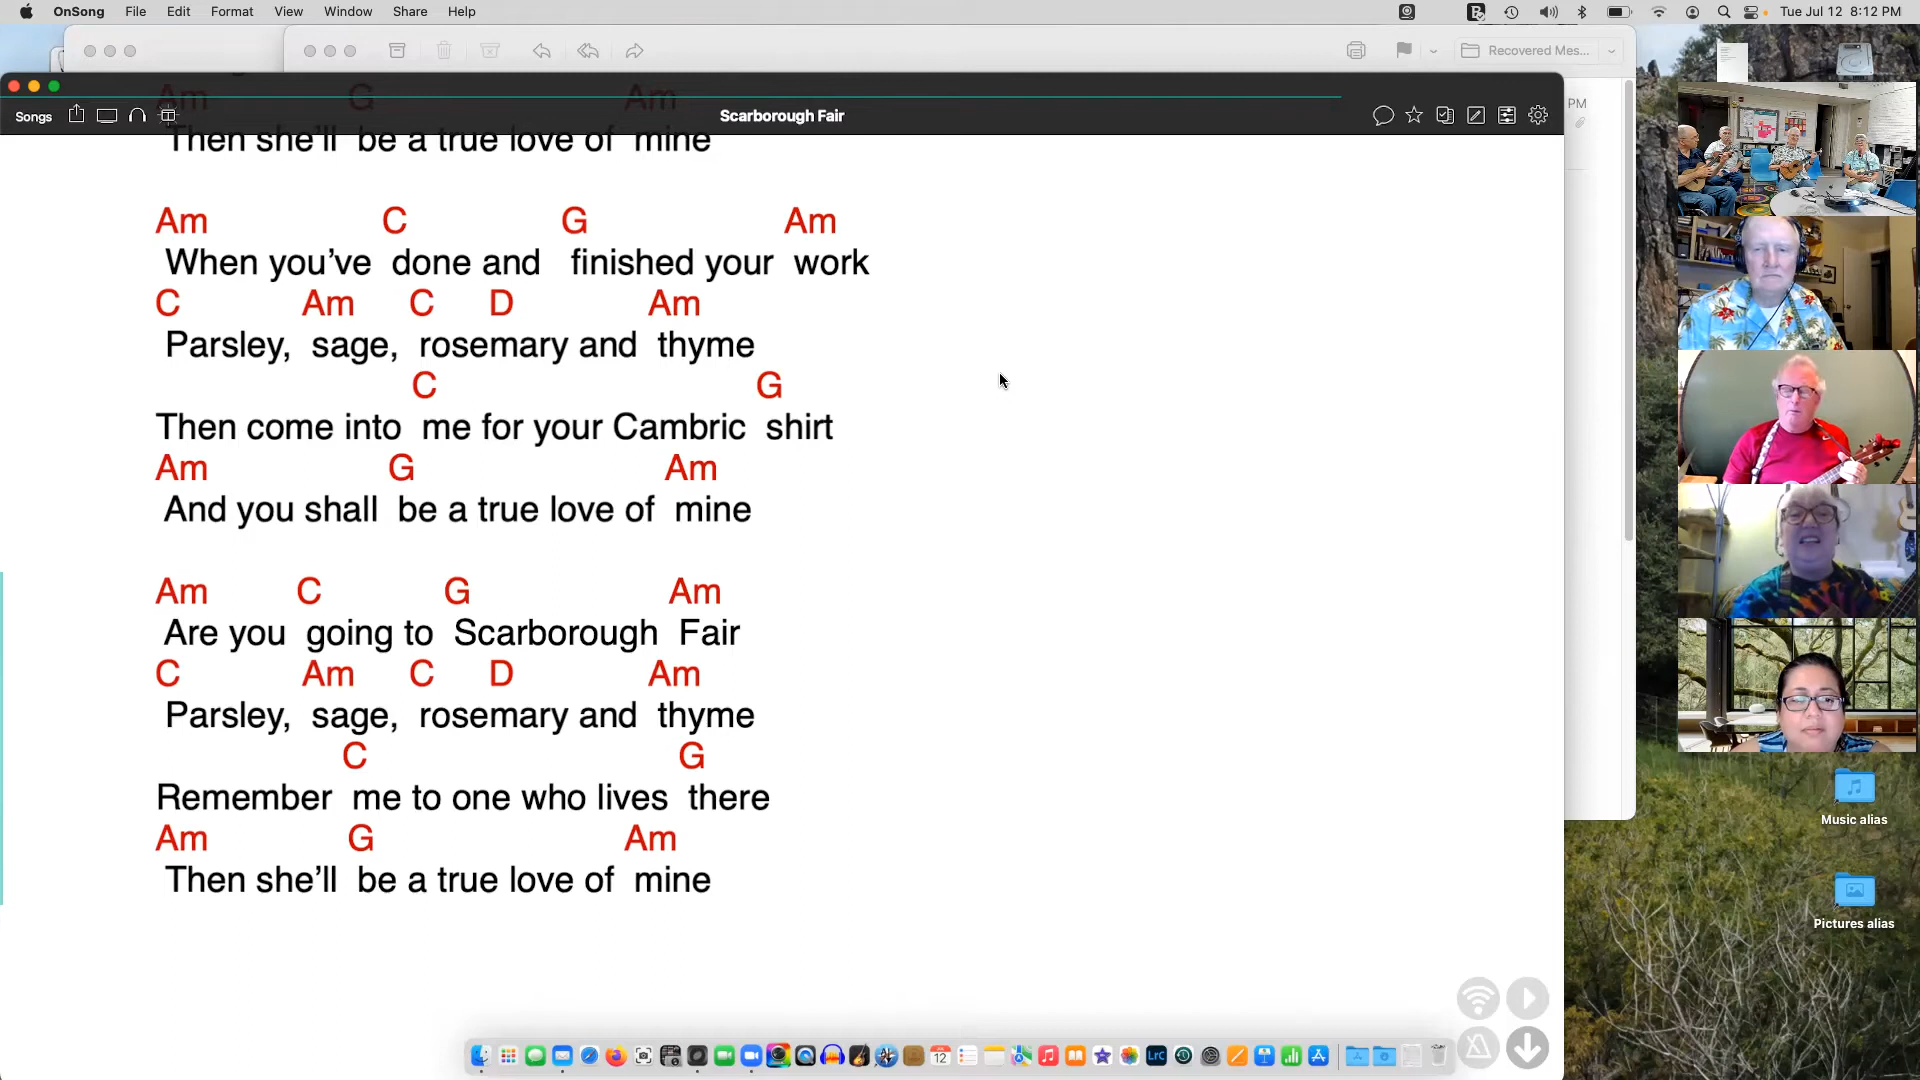 OnSong File Edit Format View Window Share Help Tue Jul 12 8:12 PM
Recovered Mes...
PM
Songs Scarborough Fair
Am G Am
Then she'll be a true love of mine
Am C G Am
When you've done and finished your work
C Am C D Am
Parsley, sage, rosemary and thyme
C G
Then come into me for your Cambric shirt
Am G Am
And you shall be a true love of mine
Am C G Am
Are you going to Scarborough Fair
C Am C D Am
Parsley, sage, rosemary and thyme
C G
Remember me to one who lives there
Am G Am
Then she'll be a true love of mine
Music alias
Pictures alias
12
LrC